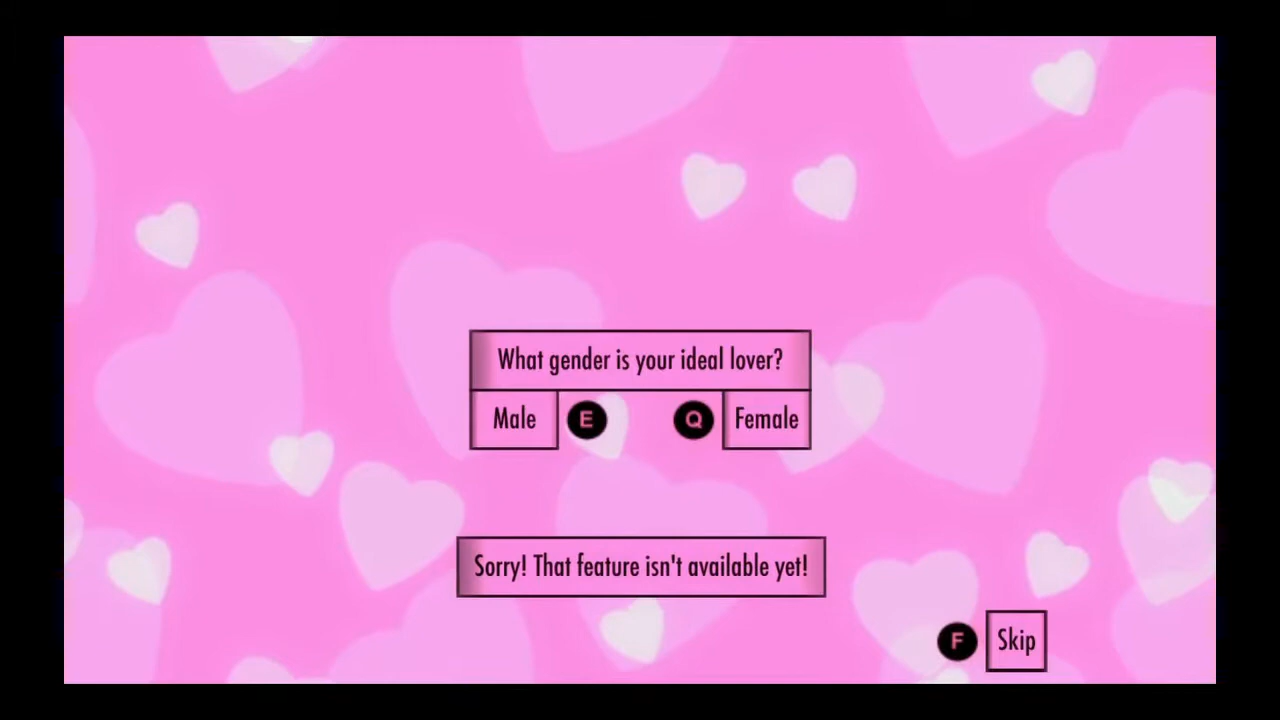 What gender is your ideal lover?
Male E Q Female
Sorry! That feature isn't available yet!
F Skip